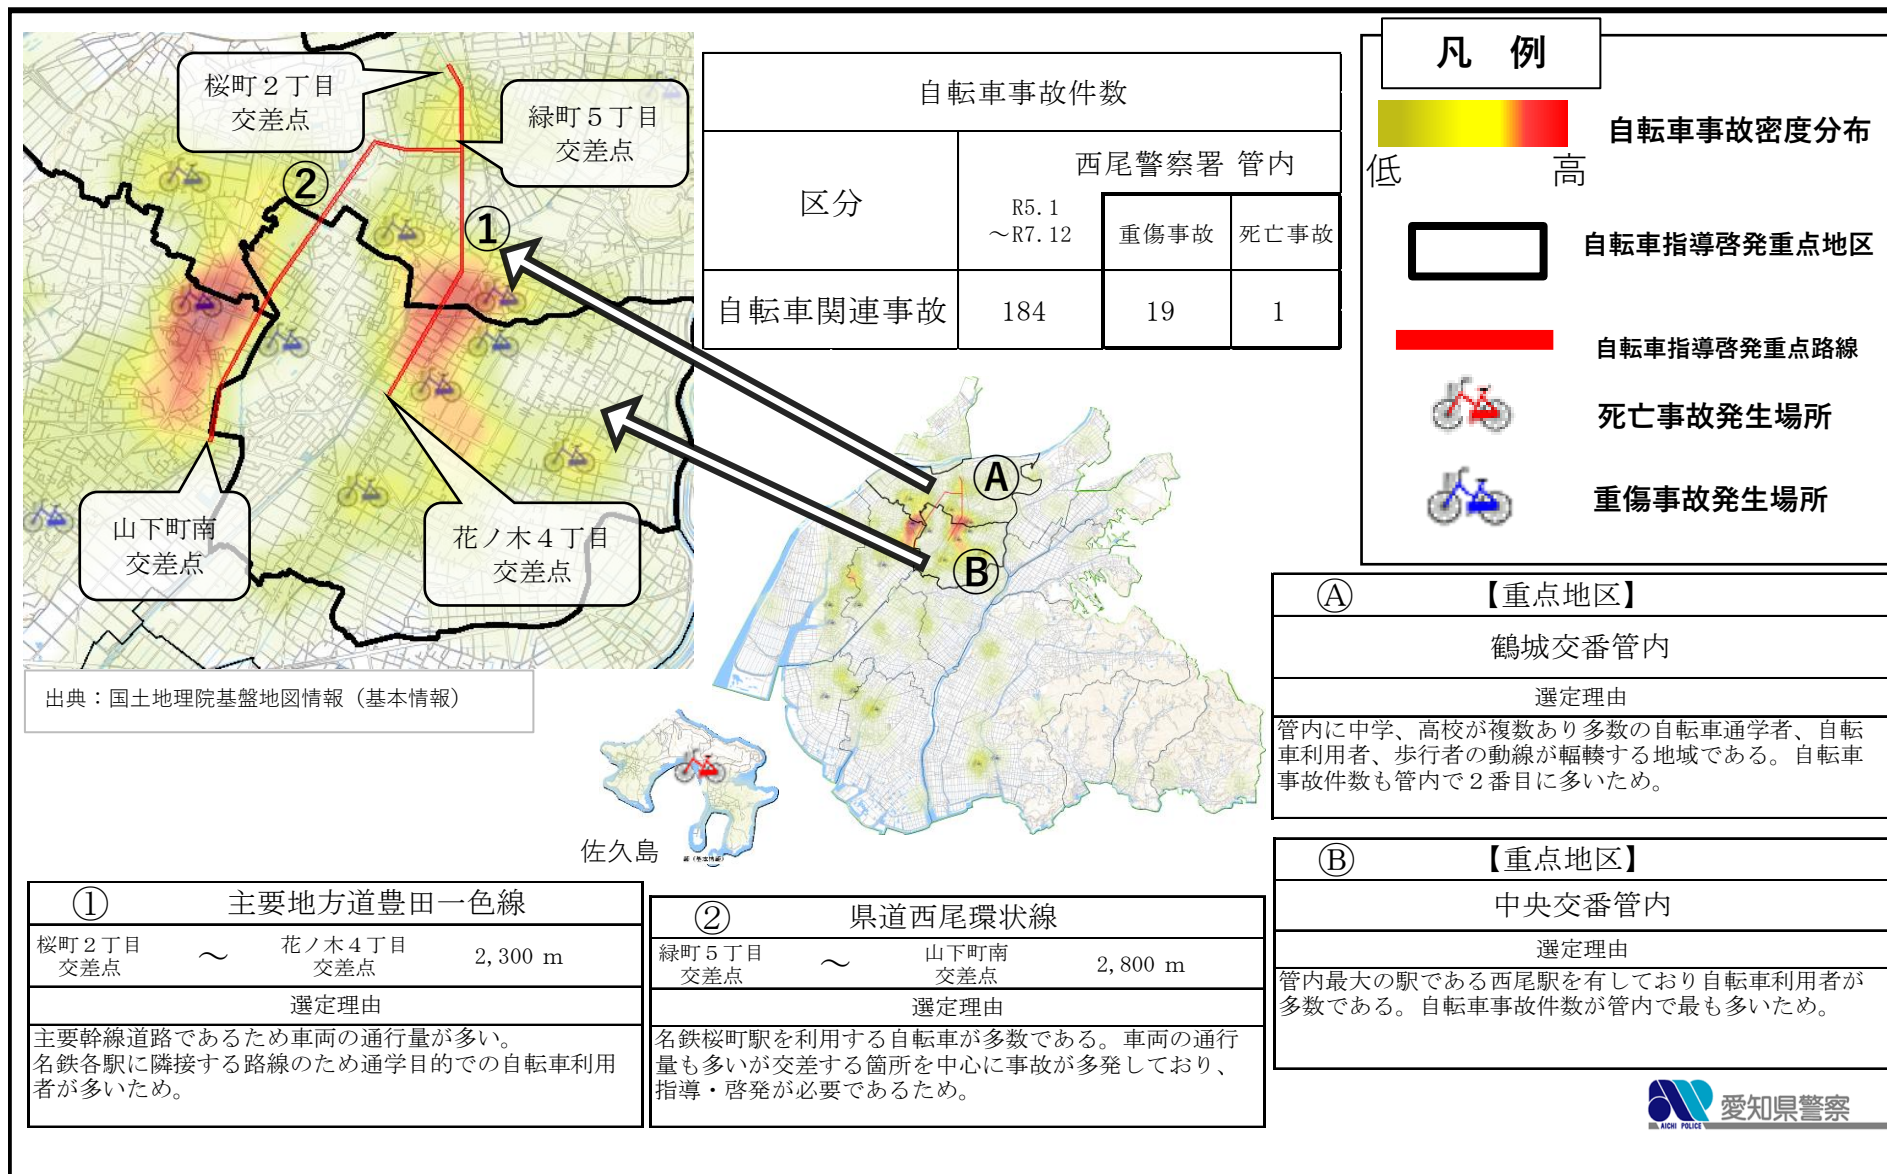 桜町２丁目
交差点
緑町５丁目
交差点
②
①
山下町南
交差点
花ノ木４丁目
交差点
出典：国土地理院基盤地図情報（基本情報）
自転車事故件数
区分
西尾警察署 管内
R5.1
～R7.12
重傷事故
死亡事故
自転車関連事故
184
19
1
凡 例
自転車事故密度分布
低
高
自転車指導啓発重点地区
自転車指導啓発重点路線
死亡事故発生場所
重傷事故発生場所
Ⓐ
Ⓑ
佐久島
Ⓐ
【重点地区】
鶴城交番管内
選定理由
管内に中学、高校が複数あり多数の自転車通学者、自転
車利用者、歩行者の動線が輻輳する地域である。自転車
事故件数も管内で２番目に多いため。
Ⓑ
【重点地区】
中央交番管内
選定理由
管内最大の駅である西尾駅を有しており自転車利用者が
多数である。自転車事故件数が管内で最も多いため。
①
主要地方道豊田一色線
桜町２丁目
交差点
～
花ノ木４丁目
交差点
2,300 m
選定理由
主要幹線道路であるため車両の通行量が多い。
名鉄各駅に隣接する路線のため通学目的での自転車利用
者が多いため。
②
県道西尾環状線
緑町５丁目
交差点
～
山下町南
交差点
2,800 m
選定理由
名鉄桜町駅を利用する自転車が多数である。車両の通行
量も多いが交差する箇所を中心に事故が多発しており、
指導・啓発が必要であるため。
AICHI POLICE
愛知県警察